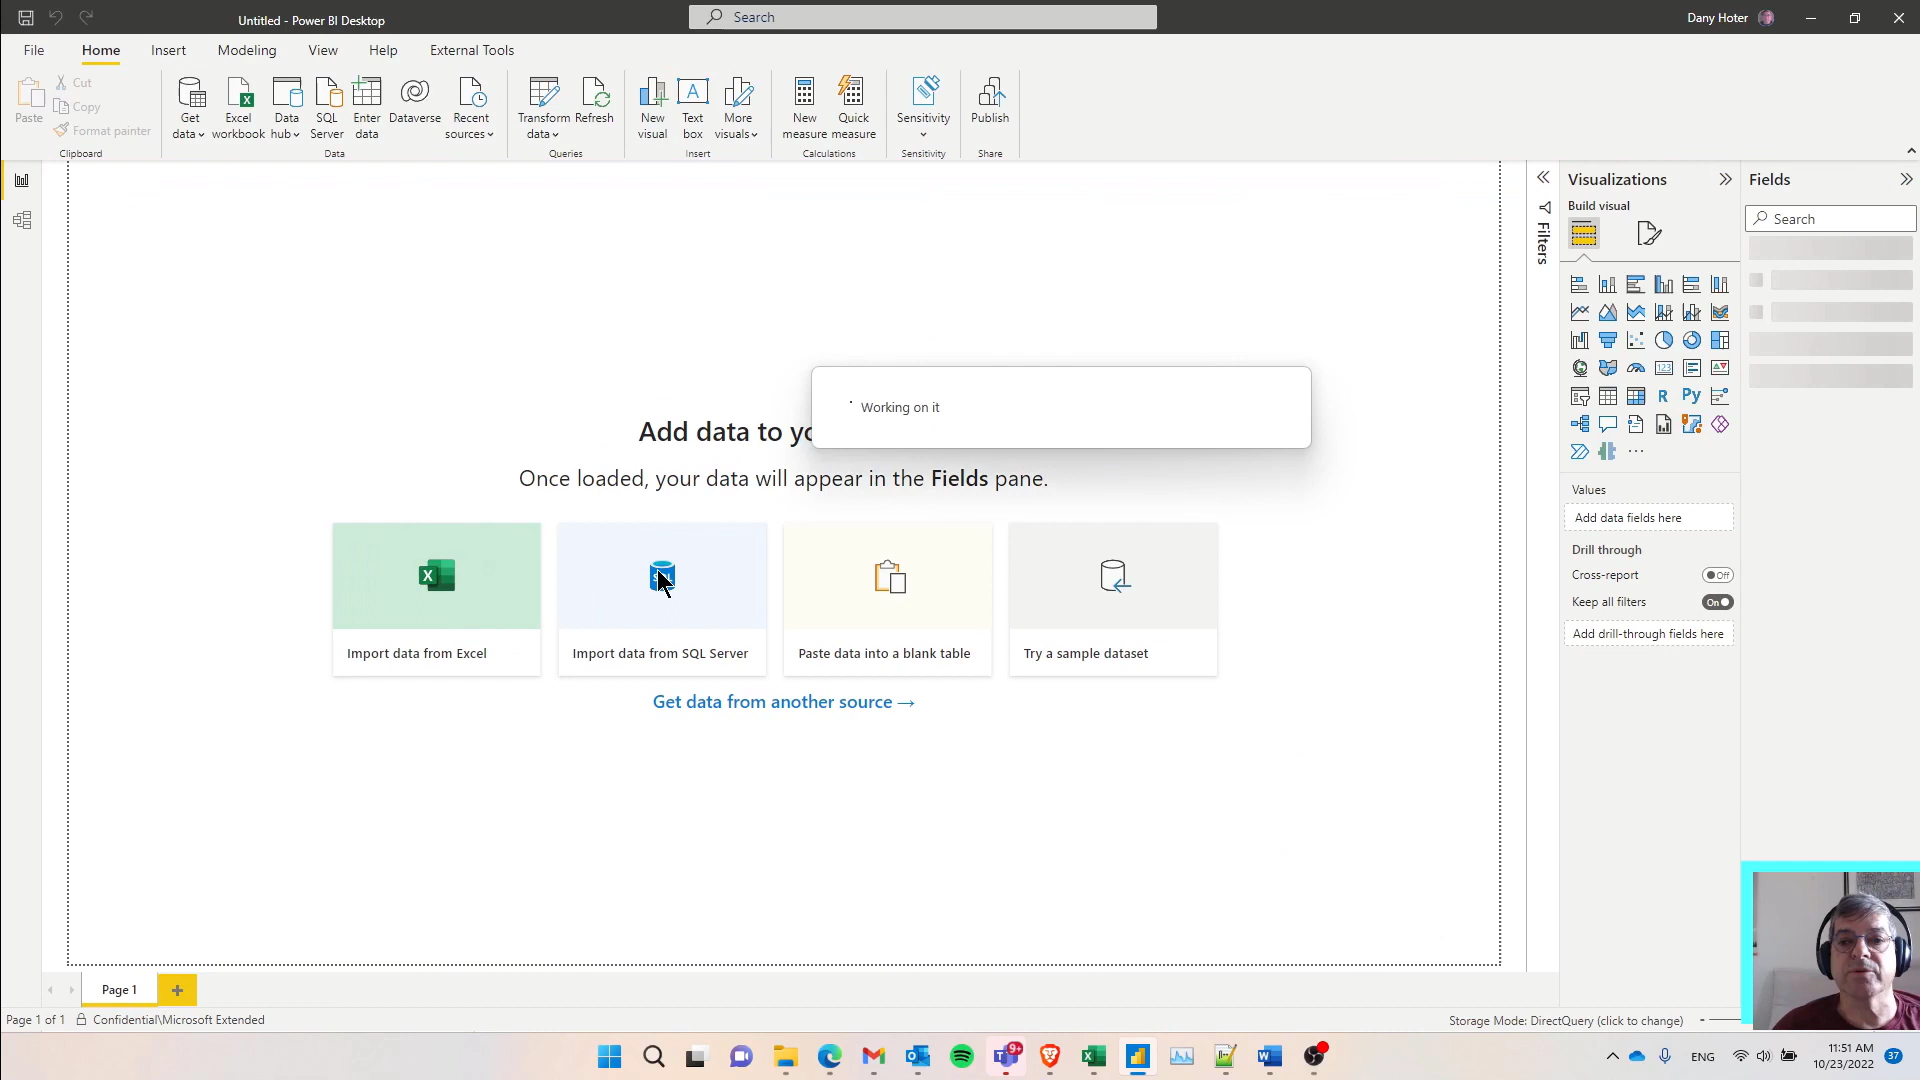 Untitled - Power BI Desktop
Search
Dany Hoter
File
Home
Insert
Modeling
View
Help
External Tools
Paste
Cut
Copy
Format painter
Clipboard
Get data
Excel workbook
Data hub
SQL Server
Enter data
Dataverse
Recent sources
Data
Transform data
Refresh
Queries
New visual
Text box
More visuals
Insert
New measure
Quick measure
Calculations
Sensitivity
Sensitivity
Publish
Share
Visualizations
Build visual
Filters
Fields
Search
R
Py
123
Values
Add data fields here
Drill through
Cross-report
Off
Keep all filters
On
Add drill-through fields here
Working on it
Add data to yo
Once loaded, your data will appear in the Fields pane.
Import data from Excel
Import data from SQL Server
Paste data into a blank table
Try a sample dataset
Get data from another source →
Page 1
Page 1 of 1
Confidential\Microsoft Extended
Storage Mode: DirectQuery (click to change)
9+
ENG
11:51 AM
10/23/2022
37